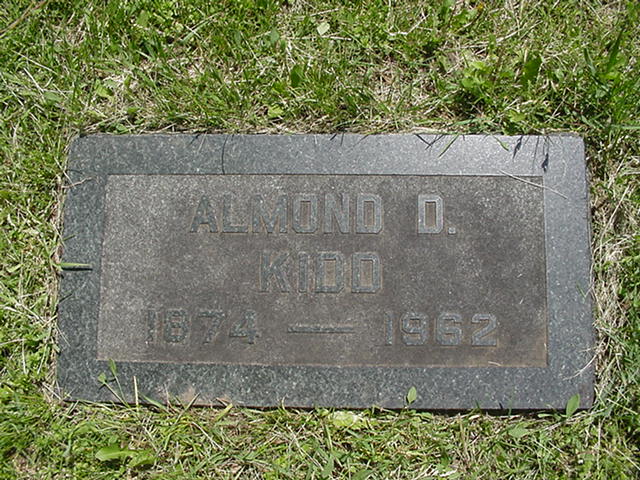 ALMOND D.
KIDD
1874 — 1962